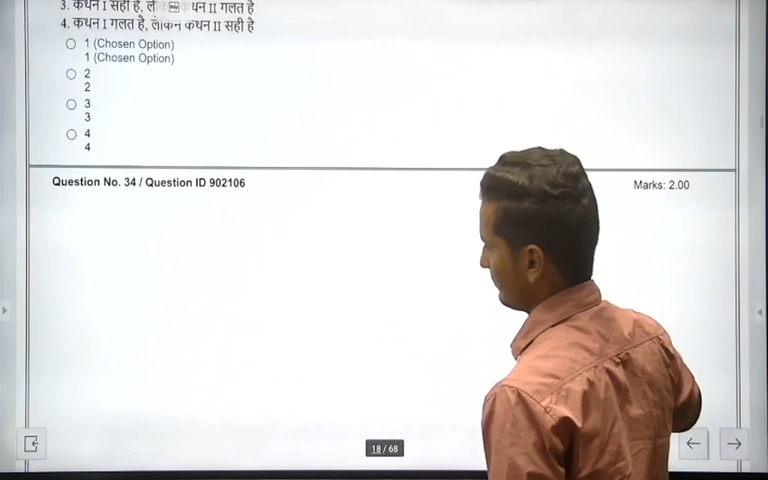 3. कथन I सही है, ले कथन II गलत है
4. कथन I गलत है, लेकिन कथन II सही है
1 (Chosen Option)
1 (Chosen Option)
2
2
3
3
4
4
Question No. 34 / Question ID 902106
Marks: 2.00
18 / 68